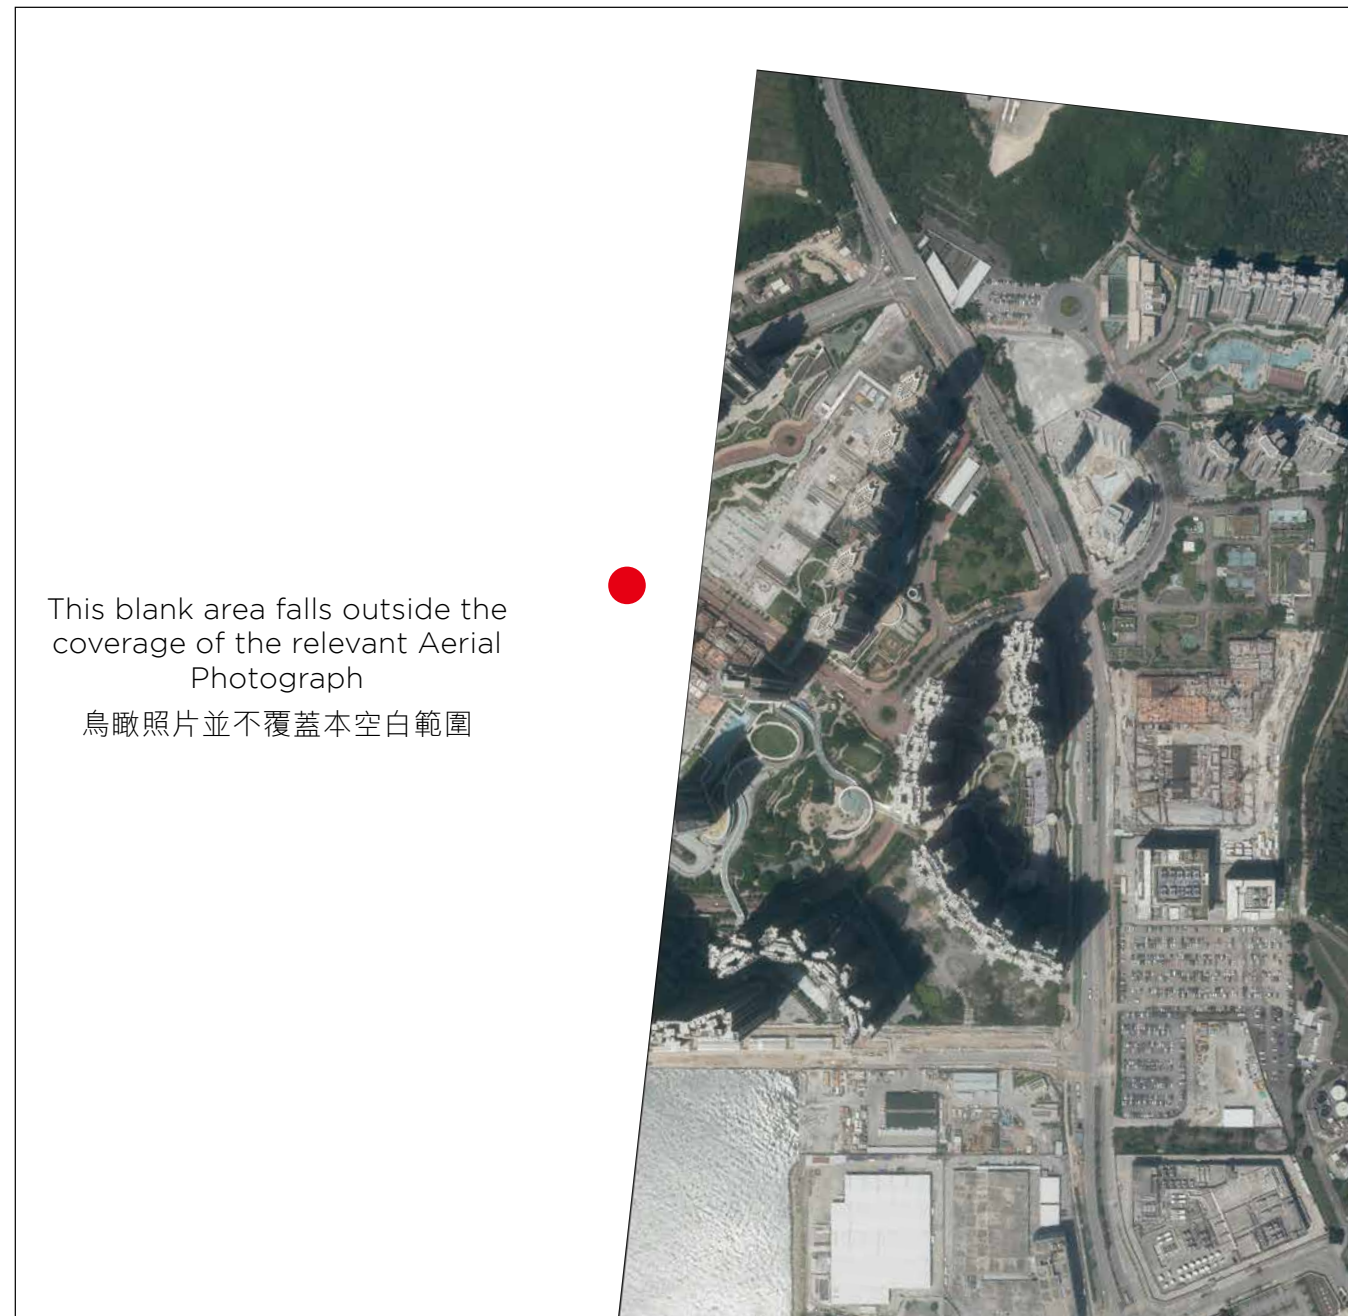 This blank area falls outside the
coverage of the relevant Aerial
Photograph
鳥瞰照片並不覆蓋本空白範圍